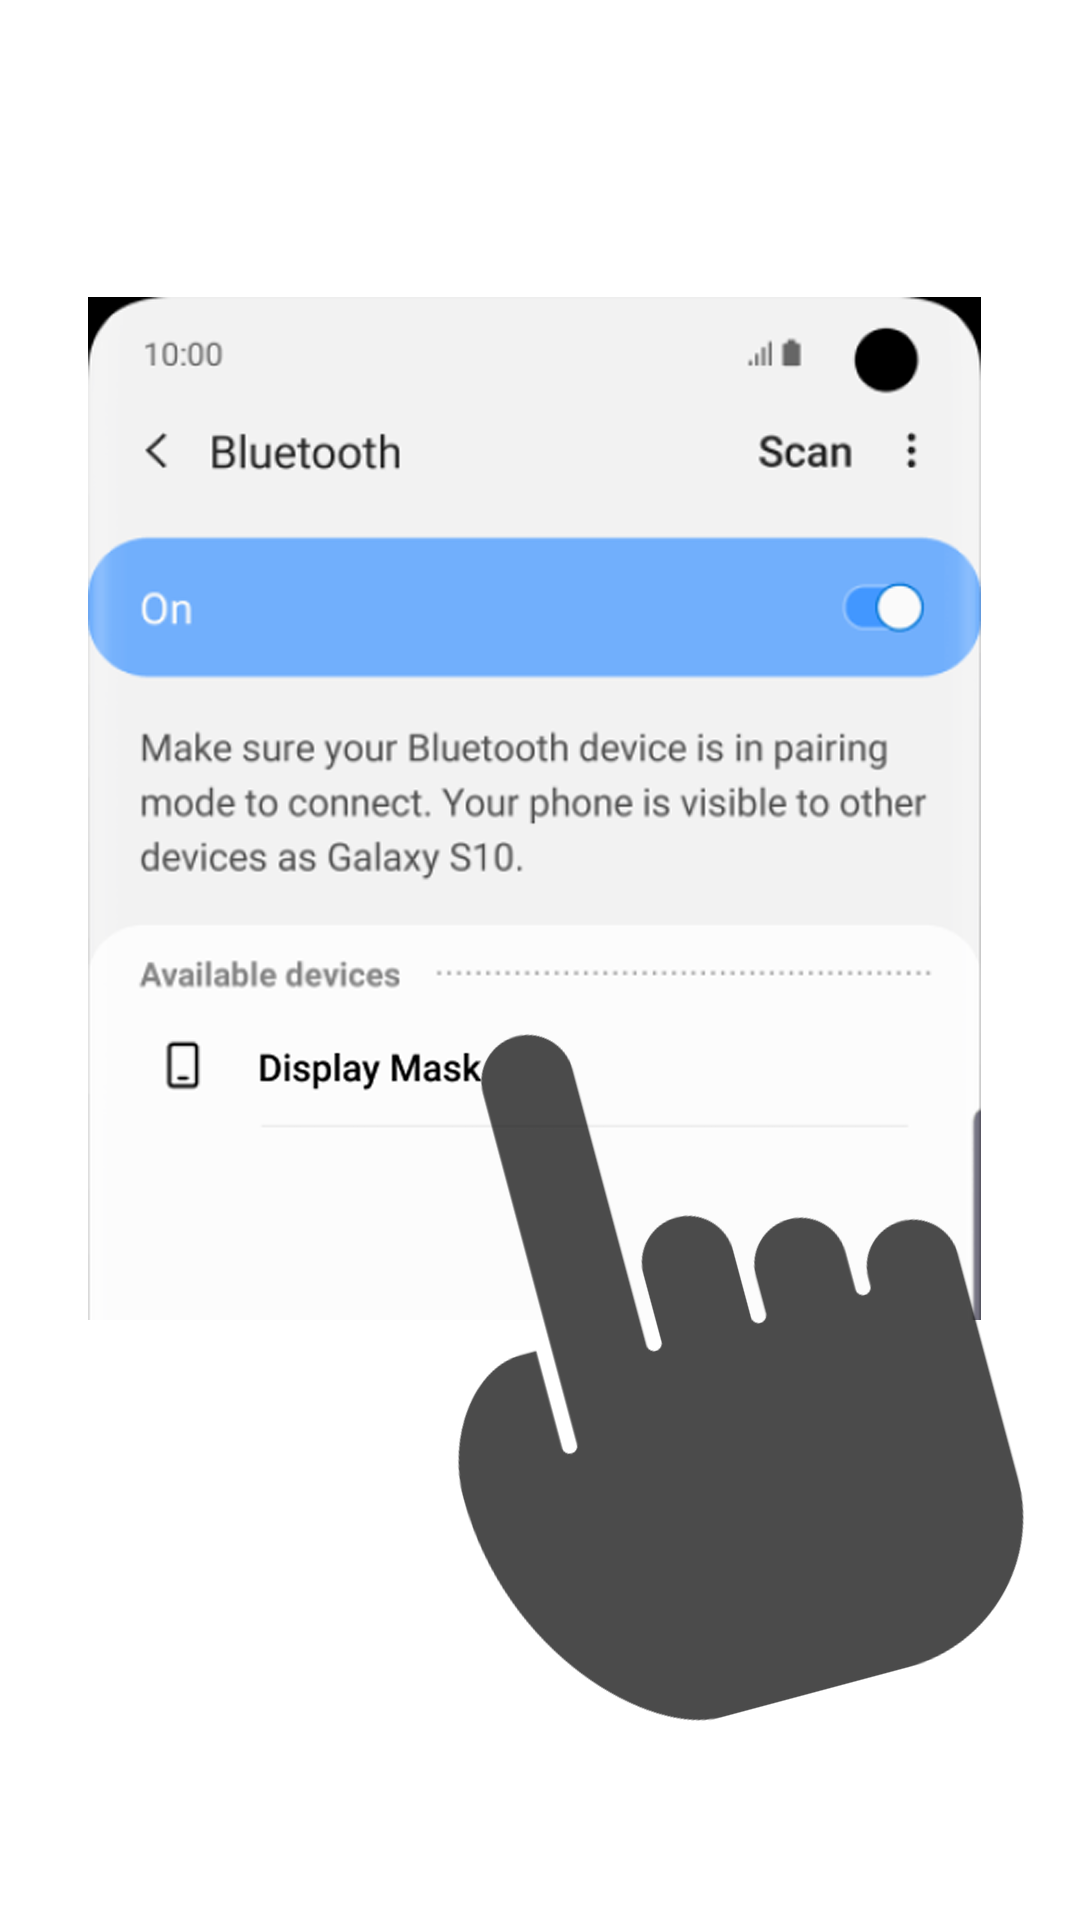 10:00
Bluetooth
Scan
On
Make sure your Bluetooth device is in pairing
mode to connect. Your phone is visible to other
devices as Galaxy S10.
Available devices
Display Mask